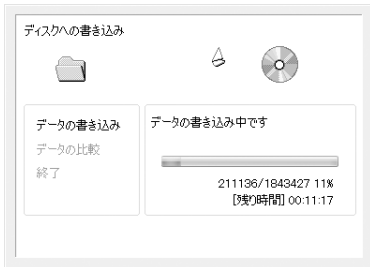 ディスクへの書き込み
データの書き込み
データの比較
終了
データの書き込み中です
211136/1843427 11%
[残り時間] 00:11:17